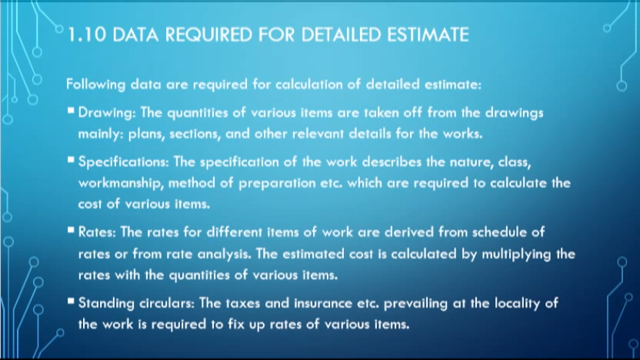 1.10 DATA REQUIRED FOR DETAILED ESTIMATE
Following data are required for calculation of detailed estimate:
▪ Drawing: The quantities of various items are taken off from the drawings
mainly: plans, sections, and other relevant details for the works.
▪ Specifications: The specification of the work describes the nature, class,
workmanship, method of preparation etc. which are required to calculate the
cost of various items.
▪ Rates: The rates for different items of work are derived from schedule of
rates or from rate analysis. The estimated cost is calculated by multiplying the
rates with the quantities of various items.
▪ Standing circulars: The taxes and insurance etc. prevailing at the locality of
the work is required to fix up rates of various items.